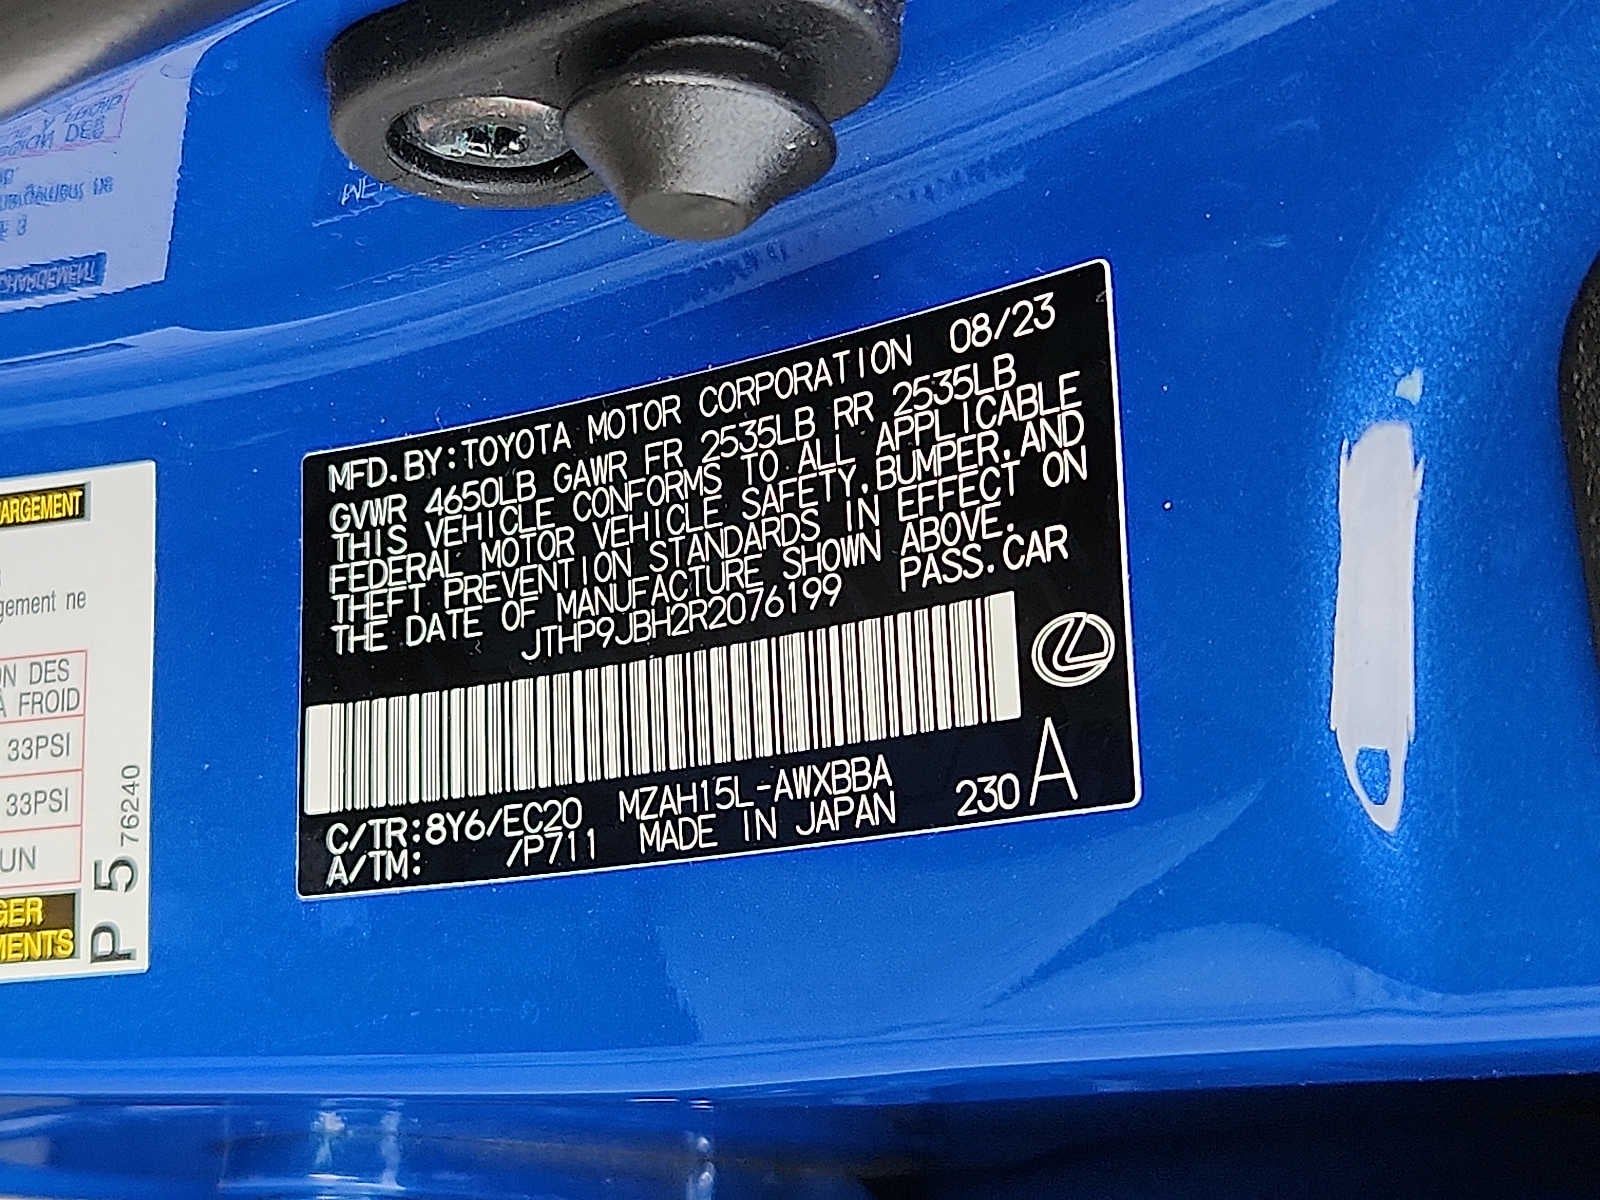 MFD.BY:TOYOTA MOTOR CORPORATION 08/23
GVWR 4650LB GAWR FR 2535LB RR 2535LB
THIS VEHICLE CONFORMS TO ALL APPLICABLE
FEDERAL MOTOR VEHICLE SAFETY,BUMPER,AND
THEFT PREVENTION STANDARDS IN EFFECT ON
THE DATE OF MANUFACTURE SHOWN ABOVE.
JTHP9JBH2R2076199 PASS.CAR
C/TR:8Y6/EC20 MZAH15L-AWXBBA
A/TM: /P711 MADE IN JAPAN 230A
ARGEMENT
gement ne
ON DES
À FROID
33PSI
33PSI
UN
GER
MENTS
P 5 76240